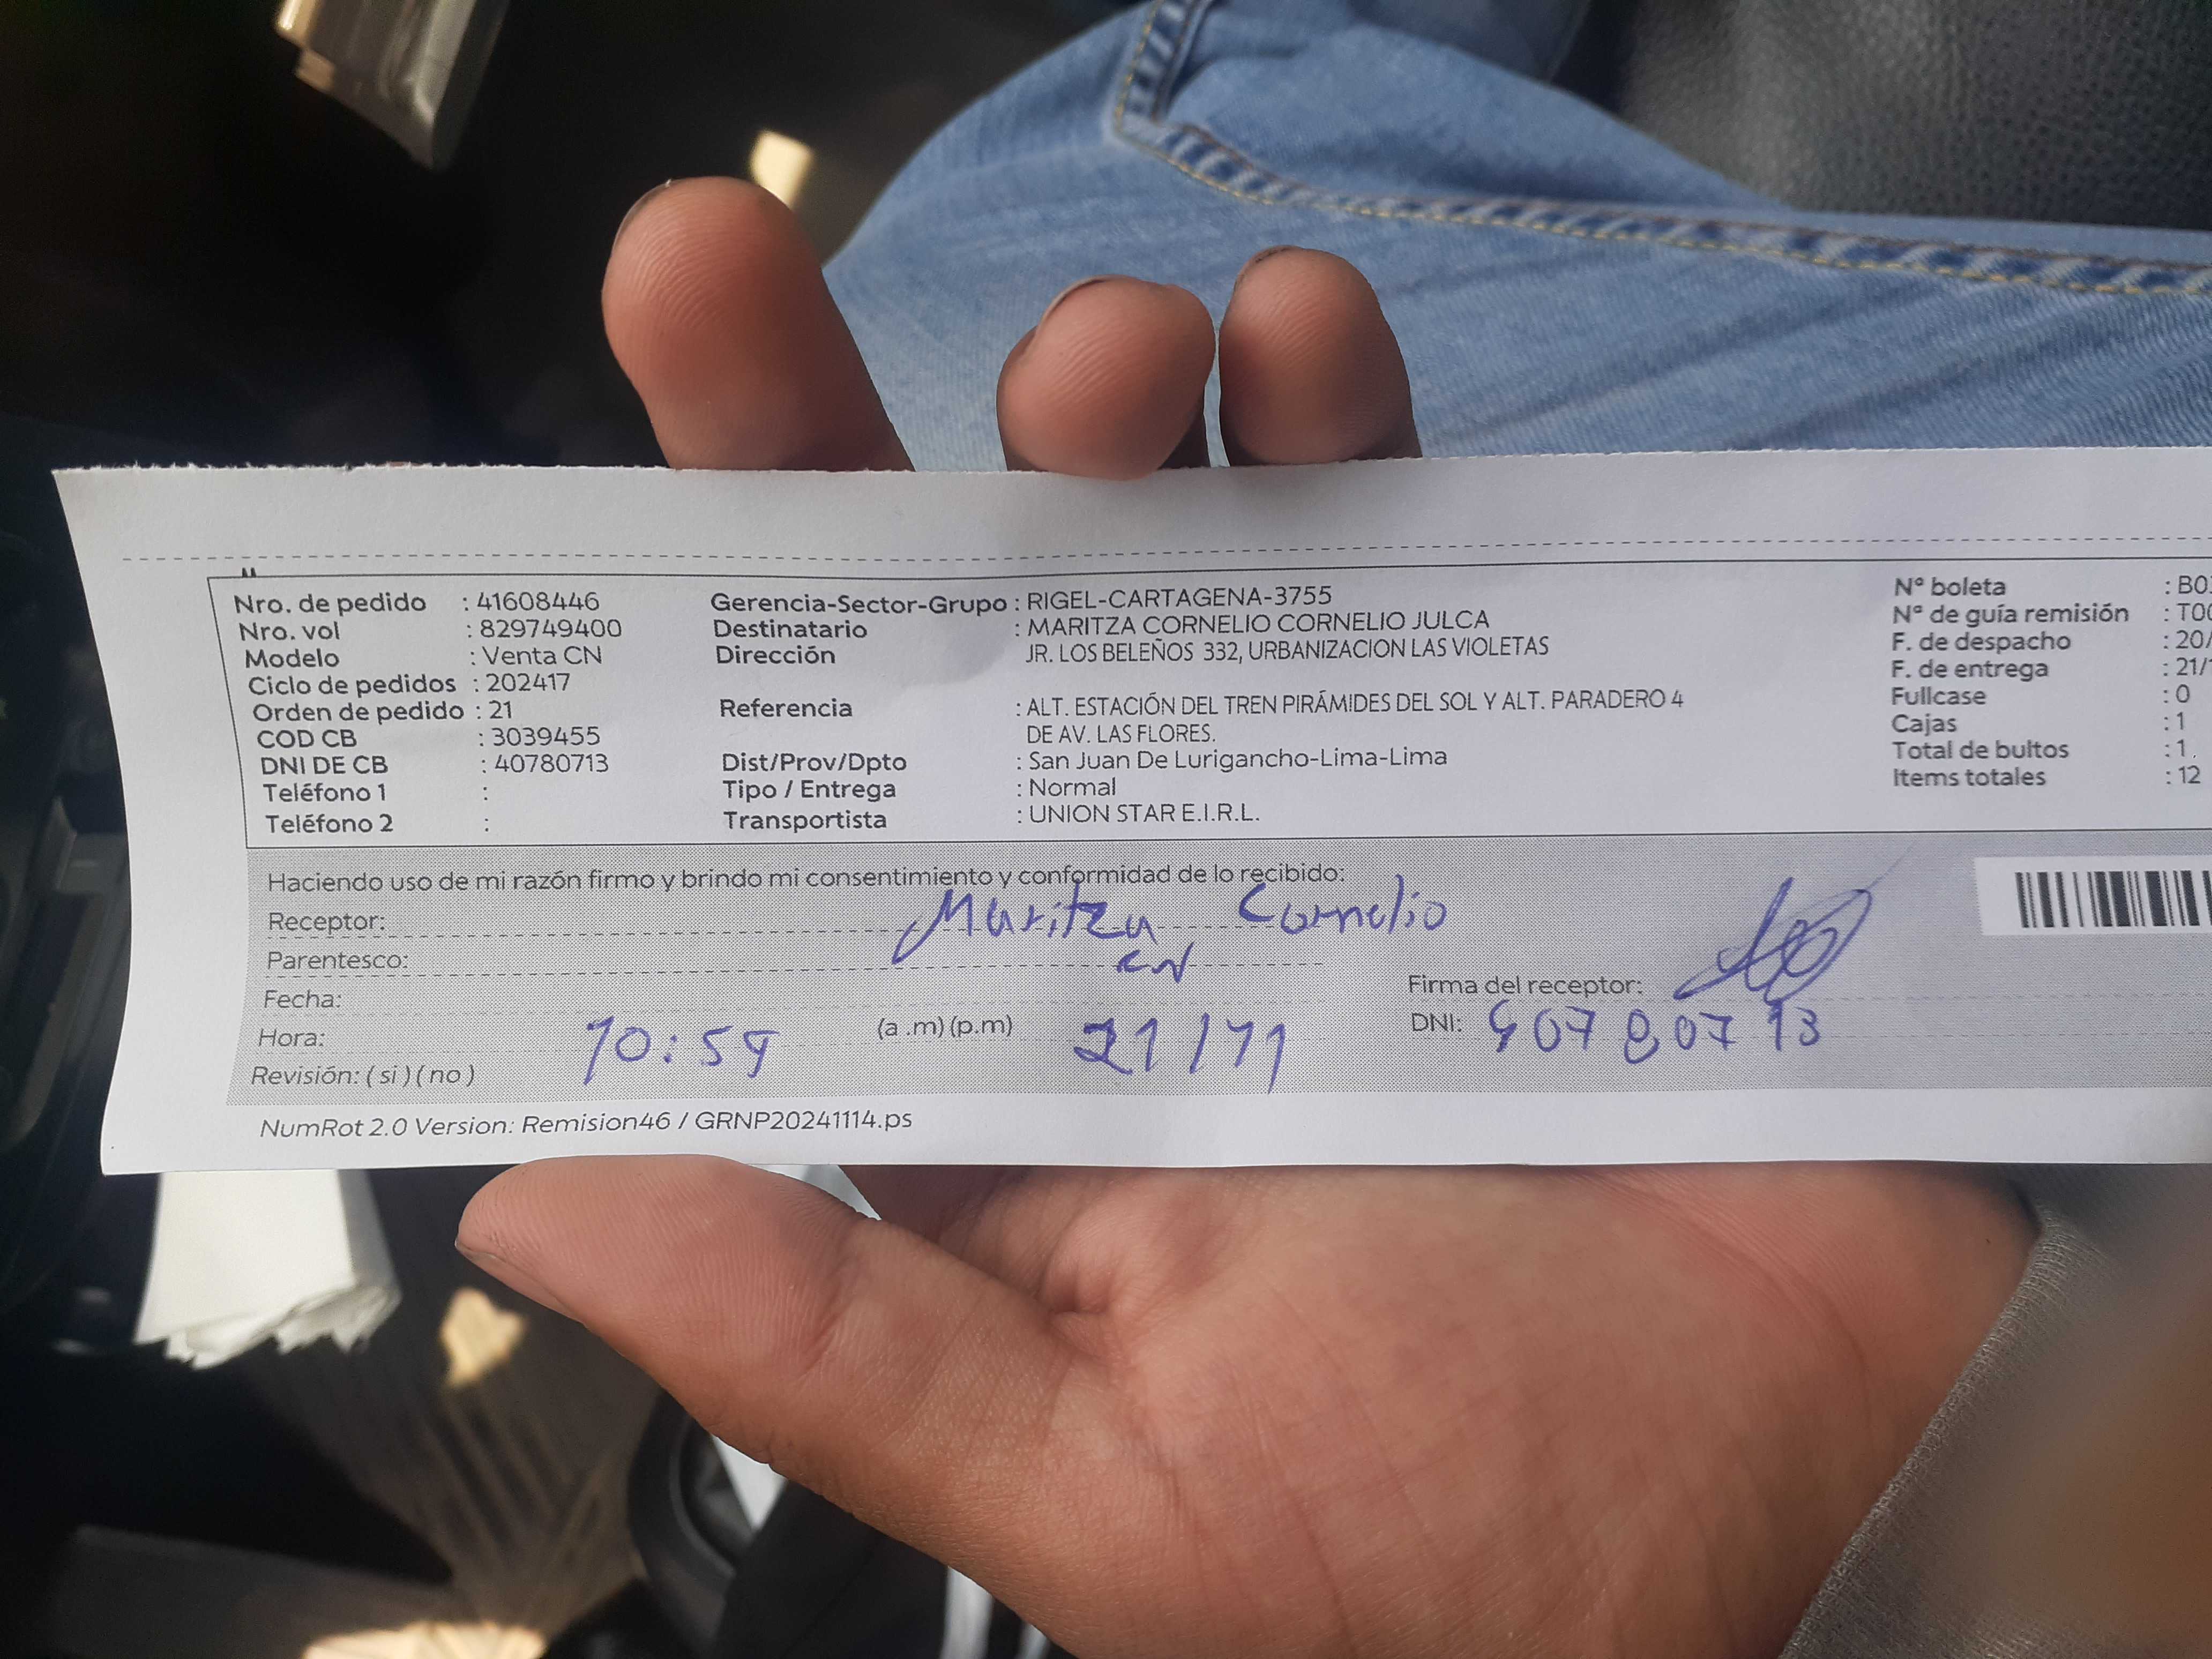 Nro. de pedido : 41608446
Nro. vol : 829749400
Modelo : Venta CN
Ciclo de pedidos : 202417
Orden de pedido : 21
COD CB : 3039455
DNI DE CB : 40780713
Teléfono 1 :
Teléfono 2 :
Gerencia-Sector-Grupo : RIGEL-CARTAGENA-3755
Destinatario : MARITZA CORNELIO CORNELIO JULCA
Dirección JR. LOS BELEÑOS 332, URBANIZACION LAS VIOLETAS
Referencia : ALT. ESTACIÓN DEL TREN PIRÁMIDES DEL SOL Y ALT. PARADERO 4
DE AV. LAS FLORES.
Dist/Prov/Dpto : San Juan De Lurigancho-Lima-Lima
Tipo / Entrega : Normal
Transportista : UNION STAR E.I.R.L.
Nº boleta : B0
Nº de guía remisión : T00
F. de despacho : 20/
F. de entrega : 21/
Fullcase : 0
Cajas : 1
Total de bultos : 1
Items totales : 12
Haciendo uso de mi razón firmo y brindo mi consentimiento y conformidad de lo recibido:
Receptor: Maritza Cornelio
Parentesco:
Fecha:
Firma del receptor:
Hora: 10:59 (a .m) (p.m) 21/11
DNI: 40780713
Revisión: ( si ) ( no )
NumRot 2.0 Version: Remision46 / GRNP20241114.ps